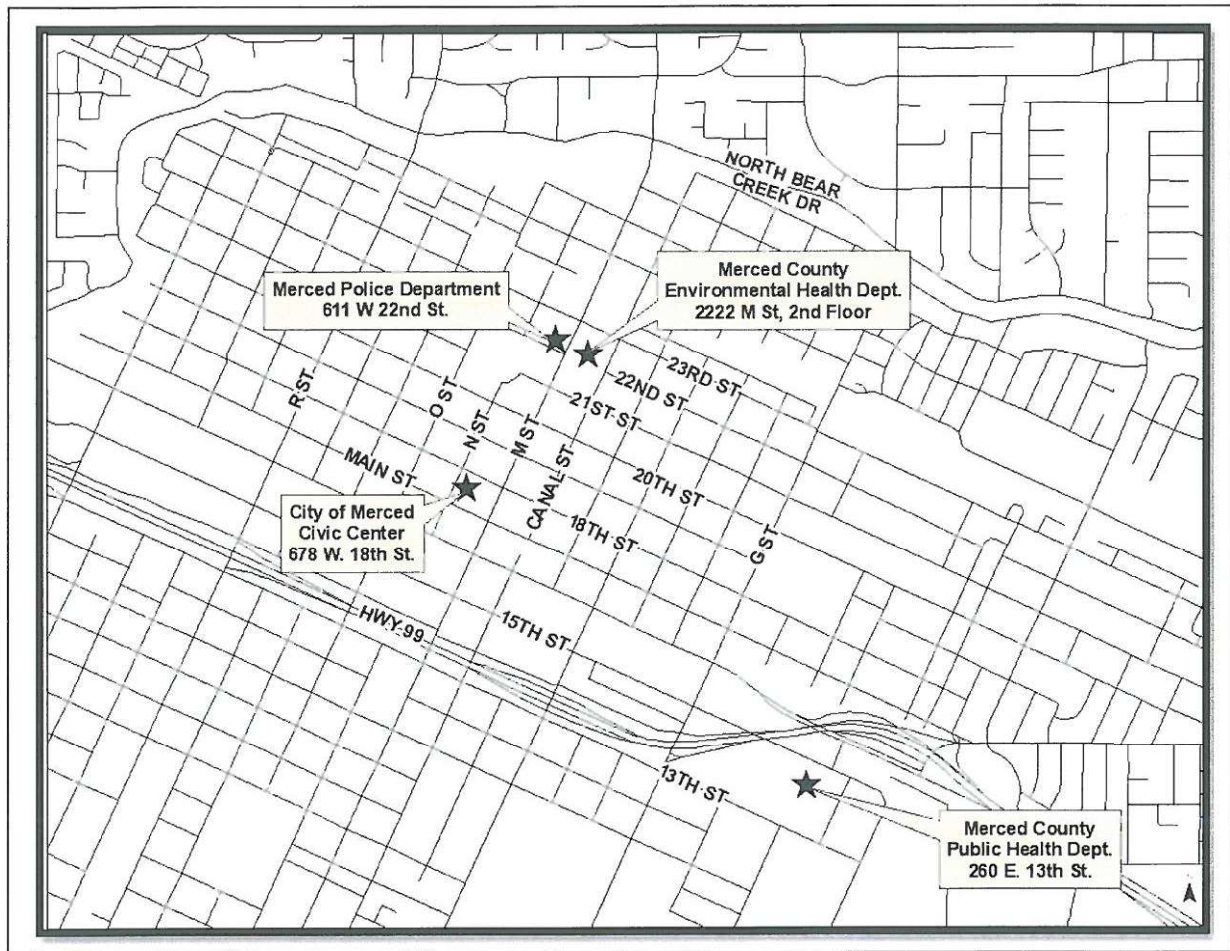 NORTH BEAR
CREEK DR
Merced Police Department
611 W 22nd St.
Merced County
Environmental Health Dept.
2222 M St, 2nd Floor
23RD ST
22ND ST
21ST ST
R ST
O ST
N ST
M ST
CANAL ST
20TH ST
MAIN ST
18TH ST
G ST
City of Merced
Civic Center
678 W. 18th St.
HWY 99
15TH ST
13TH ST
Merced County
Public Health Dept.
260 E. 13th St.